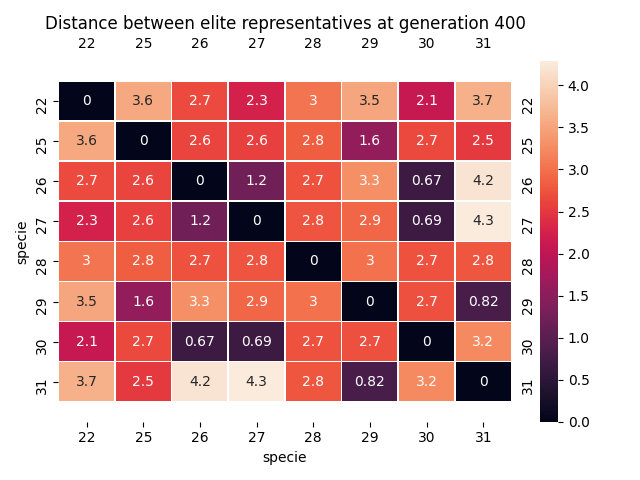 Distance between elite representatives at generation 400
22 25 26 27 28 29 30 31
22 0 3.6 2.7 2.3 3 3.5 2.1 3.7 22
25 3.6 0 2.6 2.6 2.8 1.6 2.7 2.5 25
26 2.7 2.6 0 1.2 2.7 3.3 0.67 4.2 26
27 2.3 2.6 1.2 0 2.8 2.9 0.69 4.3 27
28 3 2.8 2.7 2.8 0 3 2.7 2.8 28
29 3.5 1.6 3.3 2.9 3 0 2.7 0.82 29
30 2.1 2.7 0.67 0.69 2.7 2.7 0 3.2 30
31 3.7 2.5 4.2 4.3 2.8 0.82 3.2 0 31
22 25 26 27 28 29 30 31
specie
specie
4.0
3.5
3.0
2.5
2.0
1.5
1.0
0.5
0.0